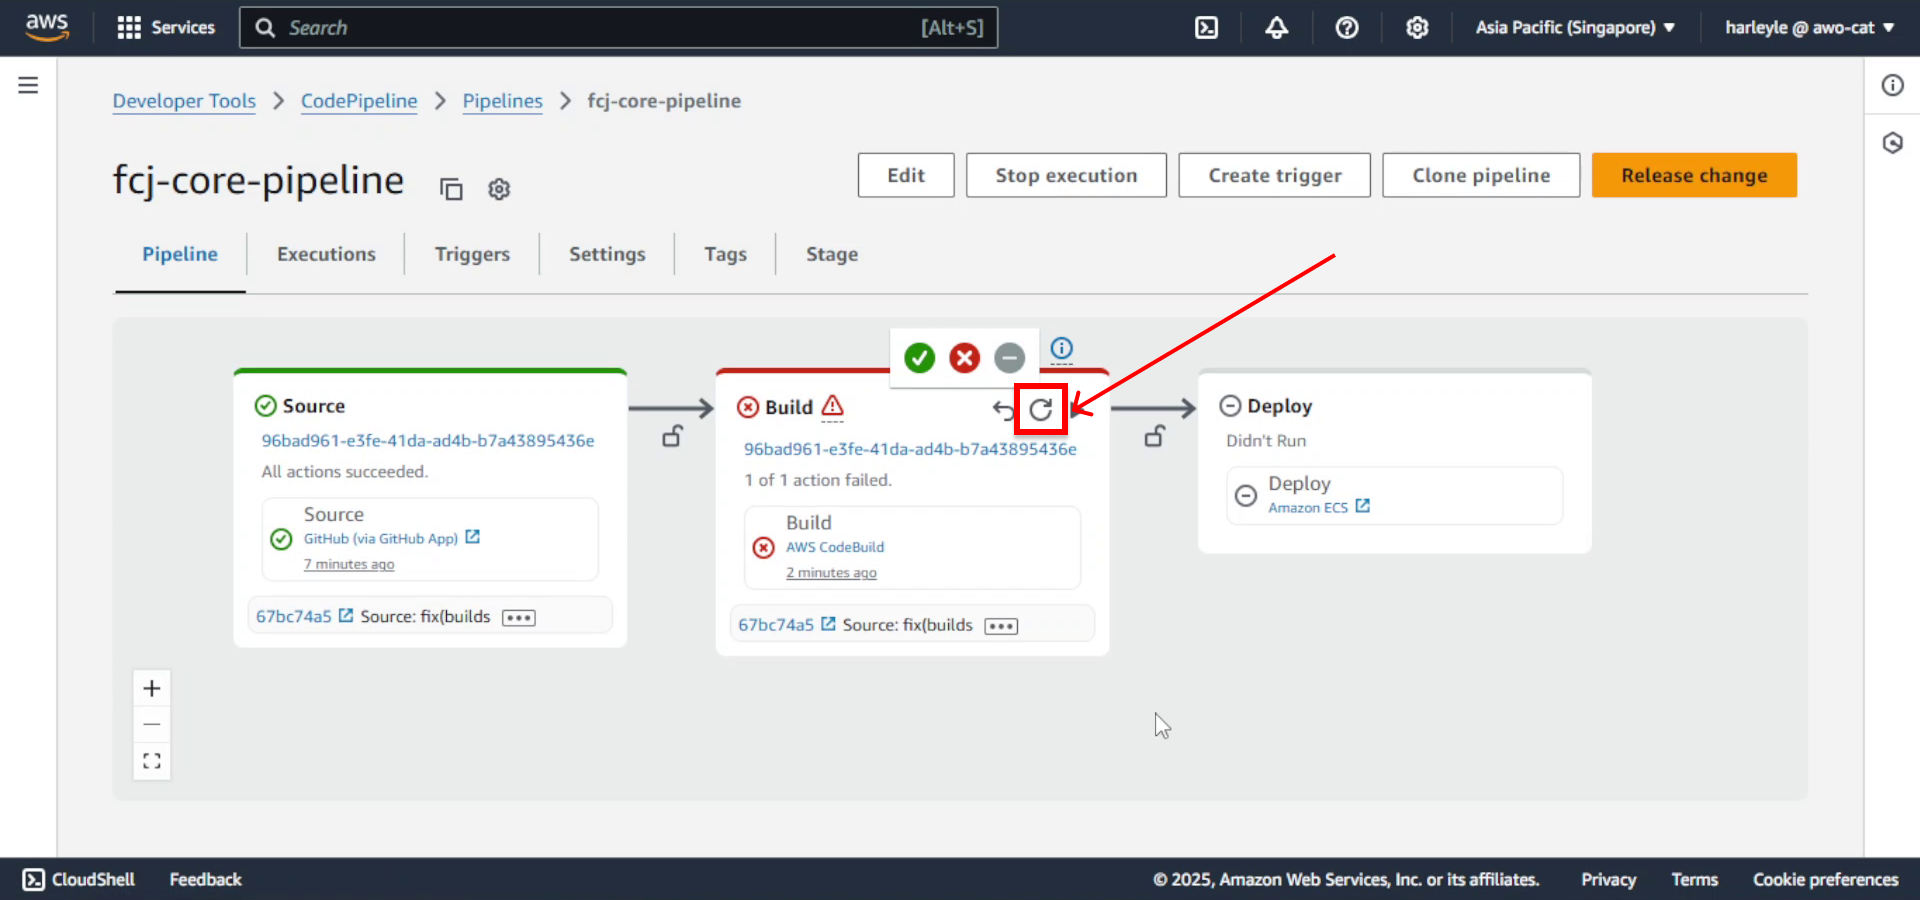 aws
Services
Search
[Alt+S]
Asia Pacific (Singapore)
harleyle @ awo-cat
Developer Tools
CodePipeline
Pipelines
fcj-core-pipeline
fcj-core-pipeline
Edit
Stop execution
Create trigger
Clone pipeline
Release change
Pipeline
Executions
Triggers
Settings
Tags
Stage
Source
96bad961-e3fe-41da-ad4b-b7a43895436e
All actions succeeded.
Source
GitHub (via GitHub App)
7 minutes ago
67bc74a5 Source: fix(builds
Build
96bad961-e3fe-41da-ad4b-b7a43895436e
1 of 1 action failed.
Build
AWS CodeBuild
2 minutes ago
67bc74a5 Source: fix(builds
Deploy
Didn't Run
Deploy
Amazon ECS
CloudShell
Feedback
© 2025, Amazon Web Services, Inc. or its affiliates.
Privacy
Terms
Cookie preferences